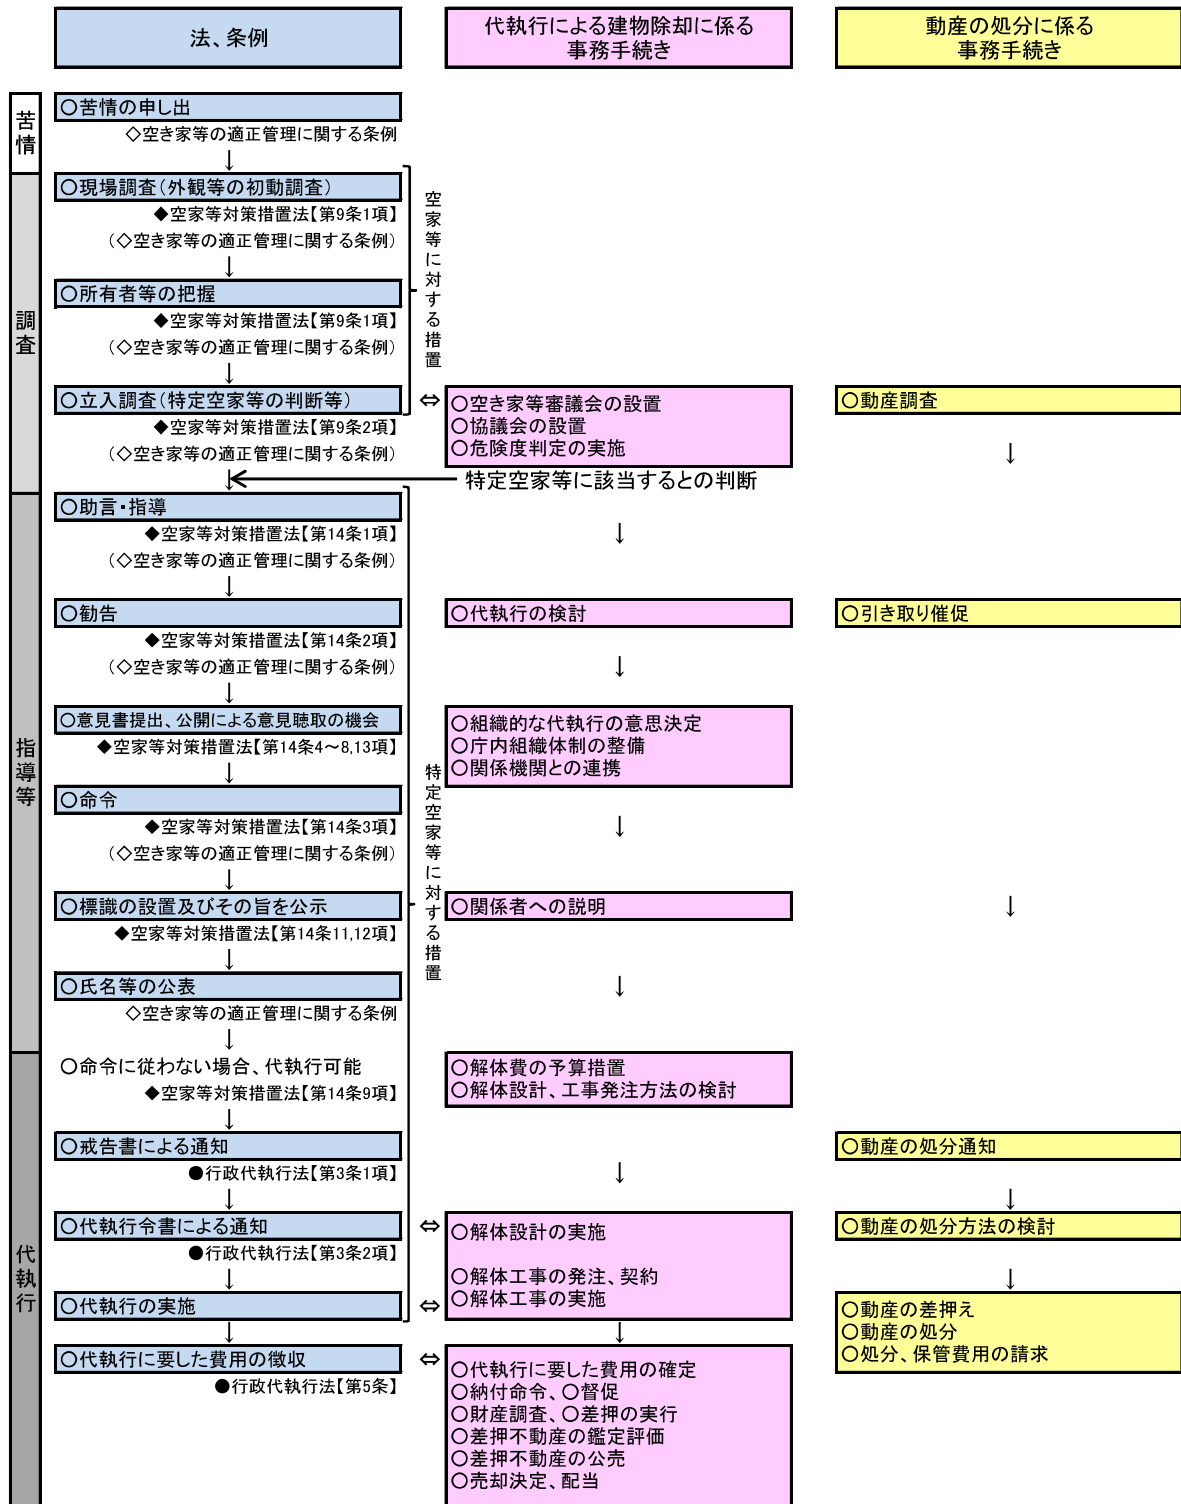 法、条例
代執行による建物除却に係る
事務手続き
動産の処分に係る
事務手続き
苦情
○苦情の申し出
◇空き家等の適正管理に関する条例
↓
調査
○現場調査(外観等の初動調査)
◆空家等対策措置法【第9条1項】
(◇空き家等の適正管理に関する条例)
↓
○所有者等の把握
◆空家等対策措置法【第9条1項】
(◇空き家等の適正管理に関する条例)
↓
空家等に対する措置
○立入調査(特定空家等の判断等)
◆空家等対策措置法【第9条2項】
(◇空き家等の適正管理に関する条例)
↓
⇔
○空き家等審議会の設置
○協議会の設置
○危険度判定の実施
○動産調査
↓
特定空家等に該当するとの判断
指導等
○助言・指導
◆空家等対策措置法【第14条1項】
(◇空き家等の適正管理に関する条例)
↓
↓
○勧告
◆空家等対策措置法【第14条2項】
(◇空き家等の適正管理に関する条例)
↓
○代執行の検討
↓
○引き取り催促
○意見書提出、公開による意見聴取の機会
◆空家等対策措置法【第14条4～8,13項】
↓
○組織的な代執行の意思決定
○庁内組織体制の整備
○関係機関との連携
特定空家等に対する措置
○命令
◆空家等対策措置法【第14条3項】
(◇空き家等の適正管理に関する条例)
↓
↓
○標識の設置及びその旨を公示
◆空家等対策措置法【第14条11,12項】
↓
○関係者への説明
↓
↓
○氏名等の公表
◇空き家等の適正管理に関する条例
↓
代執行
○命令に従わない場合、代執行可能
◆空家等対策措置法【第14条9項】
↓
○解体費の予算措置
○解体設計、工事発注方法の検討
○戒告書による通知
●行政代執行法【第3条1項】
↓
↓
○動産の処分通知
↓
○代執行令書による通知
●行政代執行法【第3条2項】
↓
⇔
○解体設計の実施
○動産の処分方法の検討
↓
○代執行の実施
↓
⇔
○解体工事の発注、契約
○解体工事の実施
↓
○動産の差押え
○動産の処分
○処分、保管費用の請求
○代執行に要した費用の徴収
●行政代執行法【第5条】
⇔
○代執行に要した費用の確定
○納付命令、○督促
○財産調査、○差押の実行
○差押不動産の鑑定評価
○差押不動産の公売
○売却決定、配当